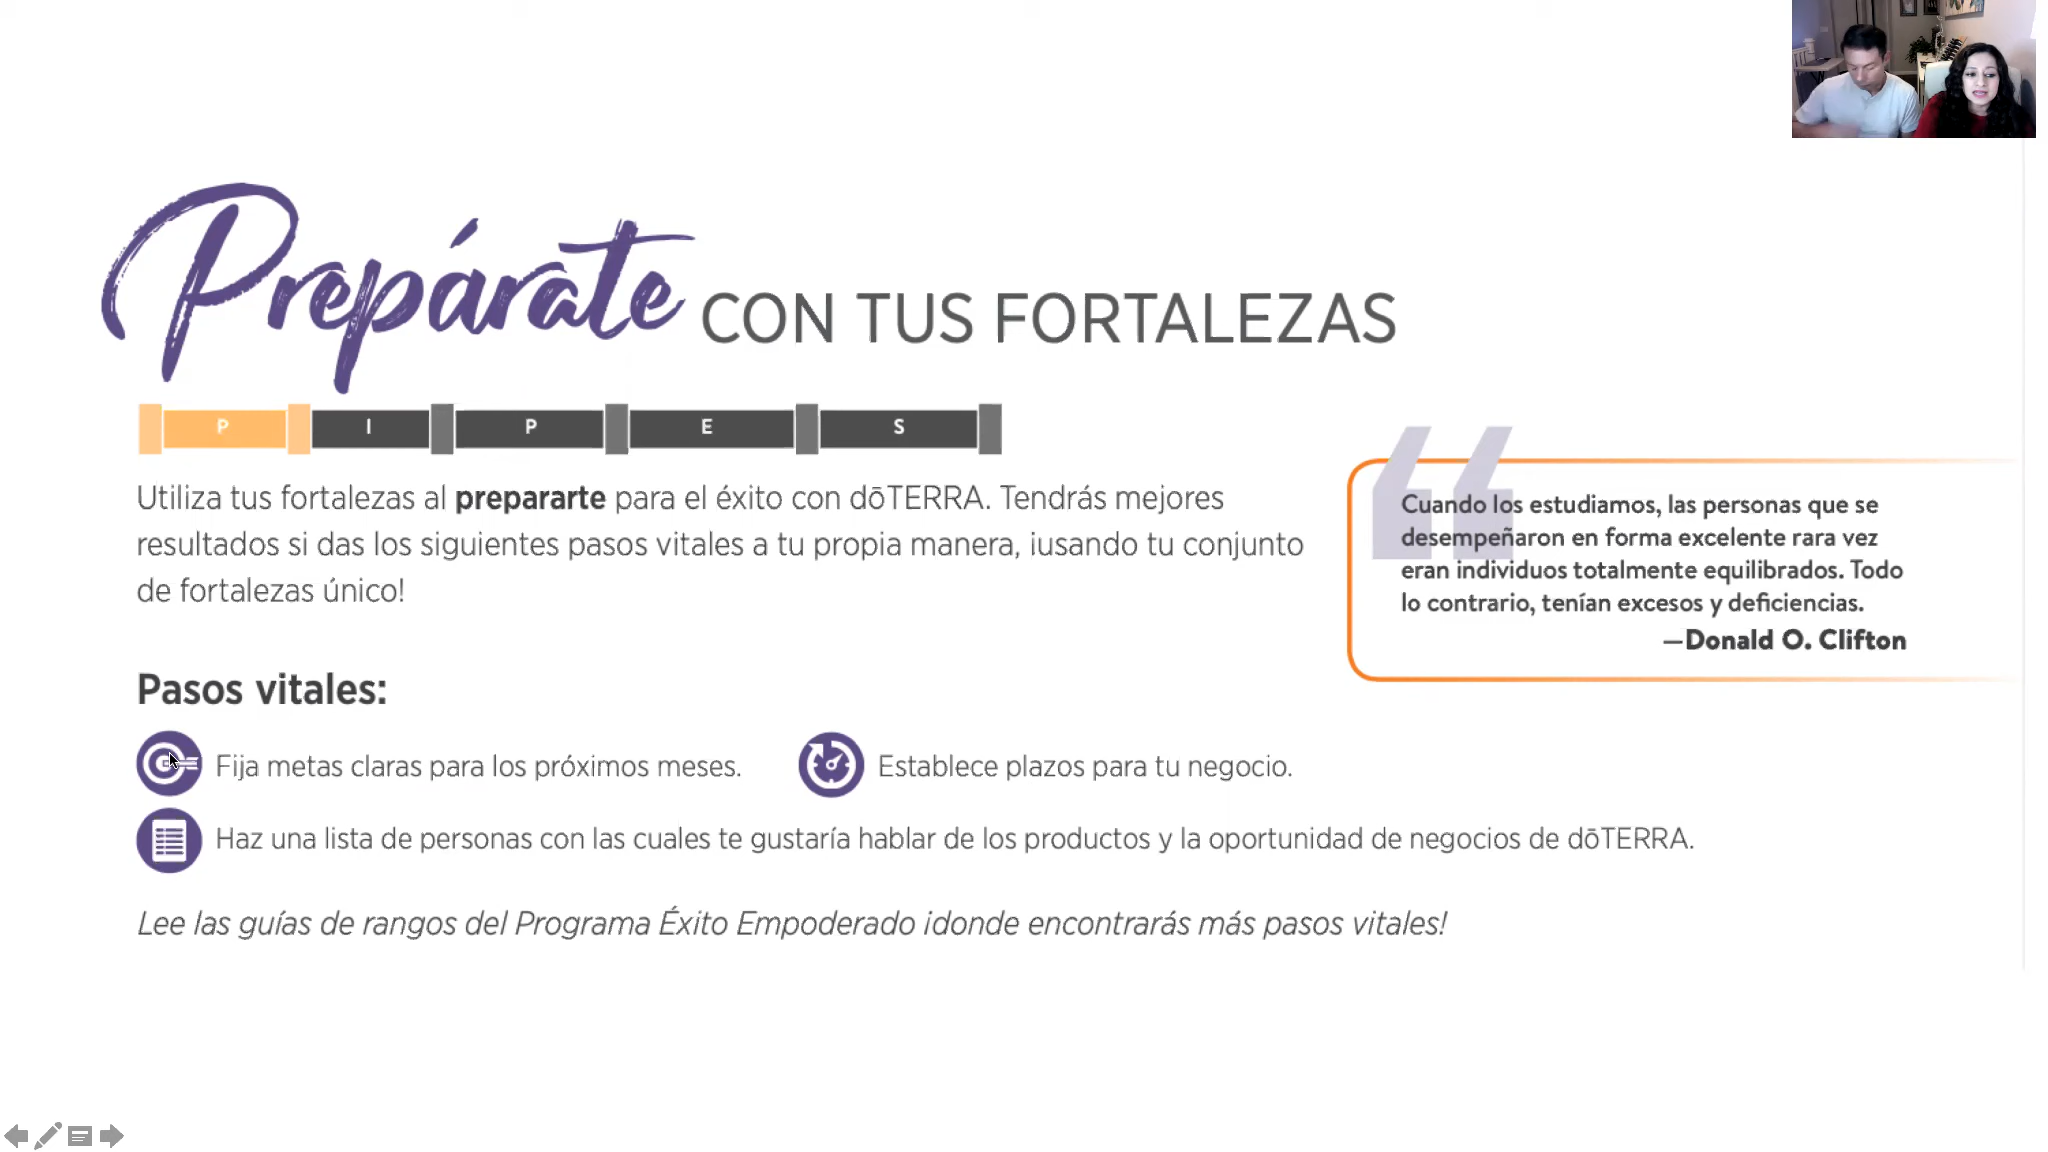 Prepárate CON TUS FORTALEZAS
P I P E S
Utiliza tus fortalezas al prepararte para el éxito con dōTERRA. Tendrás mejores
resultados si das los siguientes pasos vitales a tu propia manera, ¡usando tu conjunto
de fortalezas único!
Cuando los estudiamos, las personas que se
desempeñaron en forma excelente rara vez
eran individuos totalmente equilibrados. Todo
lo contrario, tenían excesos y deficiencias.
—Donald O. Clifton
Pasos vitales:
Fija metas claras para los próximos meses.
Establece plazos para tu negocio.
Haz una lista de personas con las cuales te gustaría hablar de los productos y la oportunidad de negocios de dōTERRA.
Lee las guías de rangos del Programa Éxito Empoderado ¡donde encontrarás más pasos vitales!